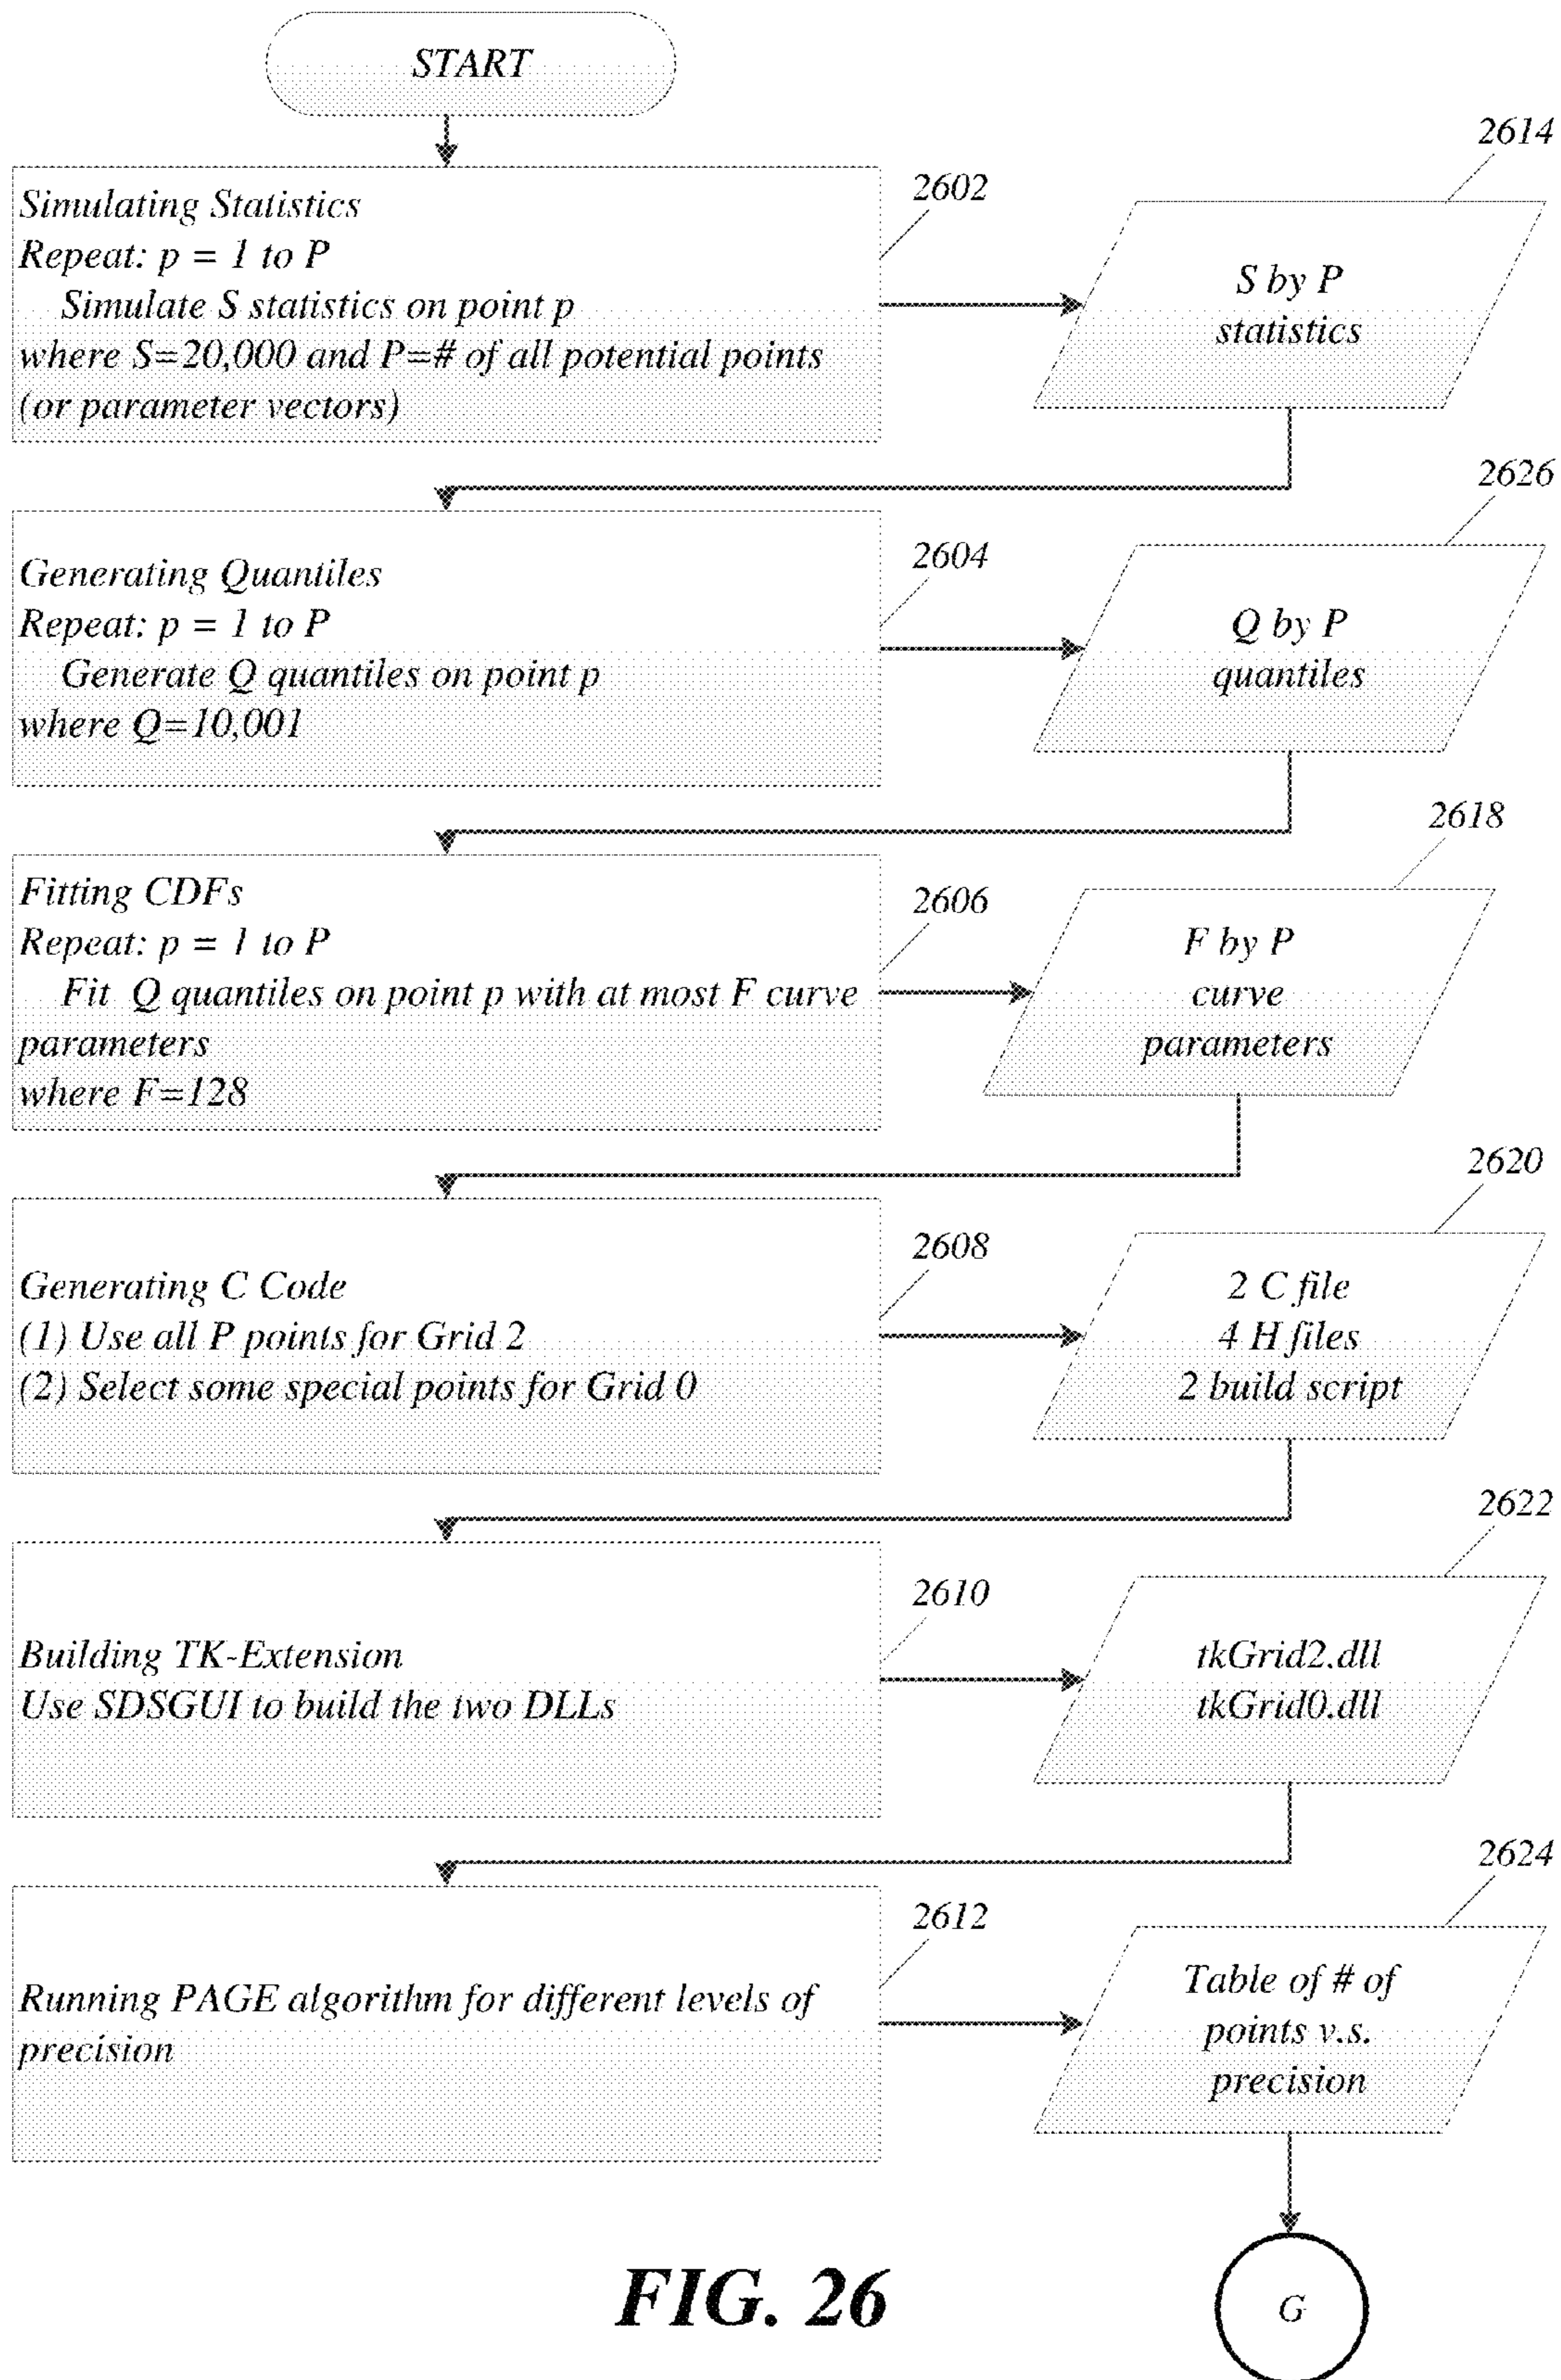 START
2614
2602
Simulating Statistics
Repeat: p = 1 to P
Simulate S statistics on point p
where S=20,000 and P=# of all potential points
(or parameter vectors)
S by P
statistics
2626
2604
Generating Quantiles
Repeat: p = 1 to P
Generate Q quantiles on point p
where Q=10,001
Q by P
quantiles
2618
2606
Fitting CDFs
Repeat: p = 1 to P
Fit Q quantiles on point p with at most F curve
parameters
where F=128
F by P
curve
parameters
2620
2608
Generating C Code
(1) Use all P points for Grid 2
(2) Select some special points for Grid 0
2 C file
4 H files
2 build script
2622
2610
Building TK-Extension
Use SDSGUI to build the two DLLs
tkGrid2.dll
tkGrid0.dll
2624
2612
Running PAGE algorithm for different levels of
precision
Table of # of
points v.s.
precision
FIG. 26
G